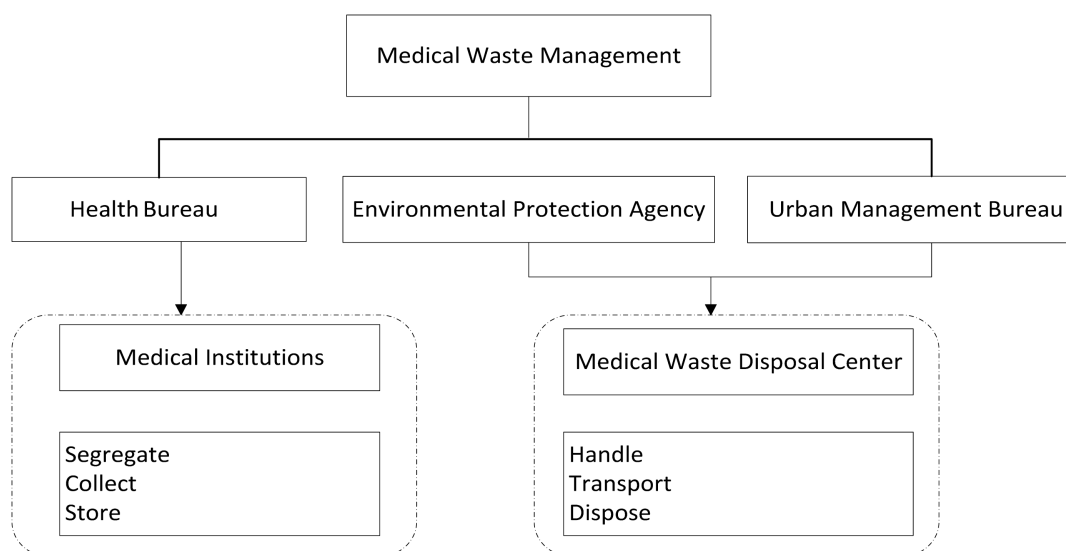 Medical Waste Management
Health Bureau
Environmental Protection Agency
Urban Management Bureau
Medical Institutions
Medical Waste Disposal Center
Segregate
Collect
Store
Handle
Transport
Dispose